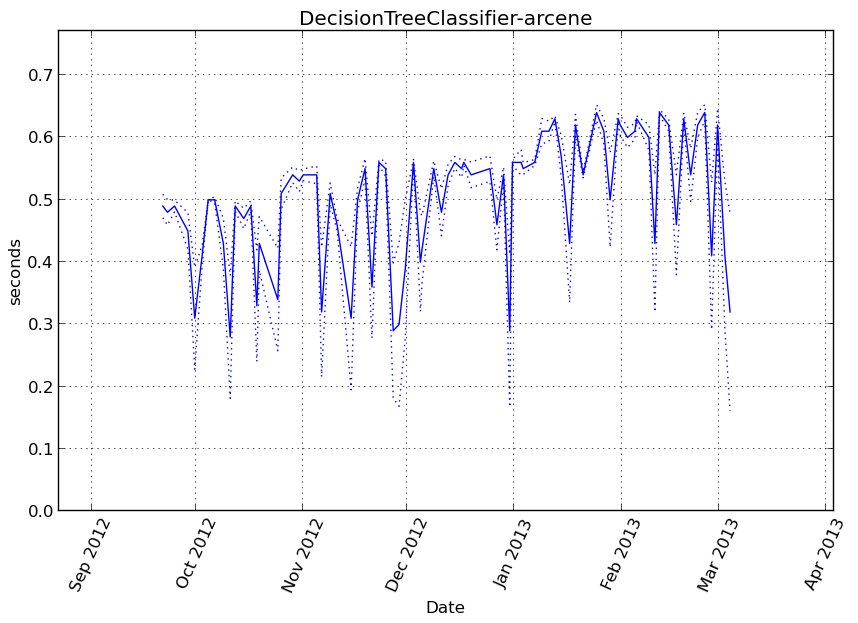 DecisionTreeClassifier-arcene
0.7
0.6
0.5
0.4
0.3
0.2
0.1
0.0
seconds
Sep 2012
Oct 2012
Nov 2012
Dec 2012
Jan 2013
Feb 2013
Mar 2013
Apr 2013
Date